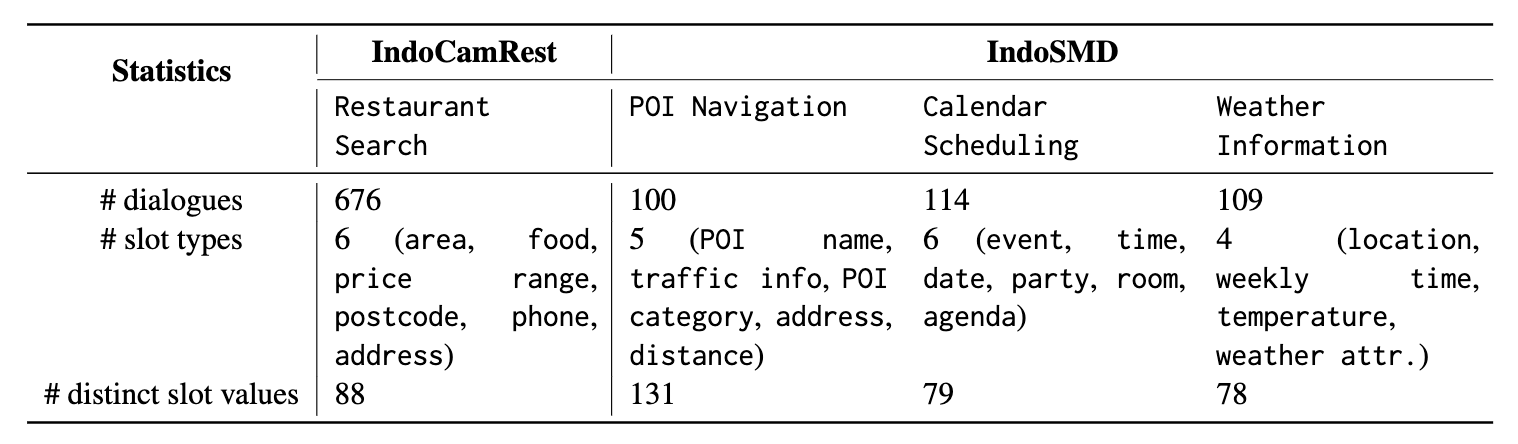 Statistics IndoCamRest IndoSMD
Restaurant Search POI Navigation Calendar Scheduling Weather Information
# dialogues 676 100 114 109
# slot types 6 (area, food, price range, postcode, phone, address) 5 (POI name, traffic info, POI category, address, distance) 6 (event, time, date, party, room, agenda) 4 (location, weekly time, temperature, weather attr.)
# distinct slot values 88 131 79 78